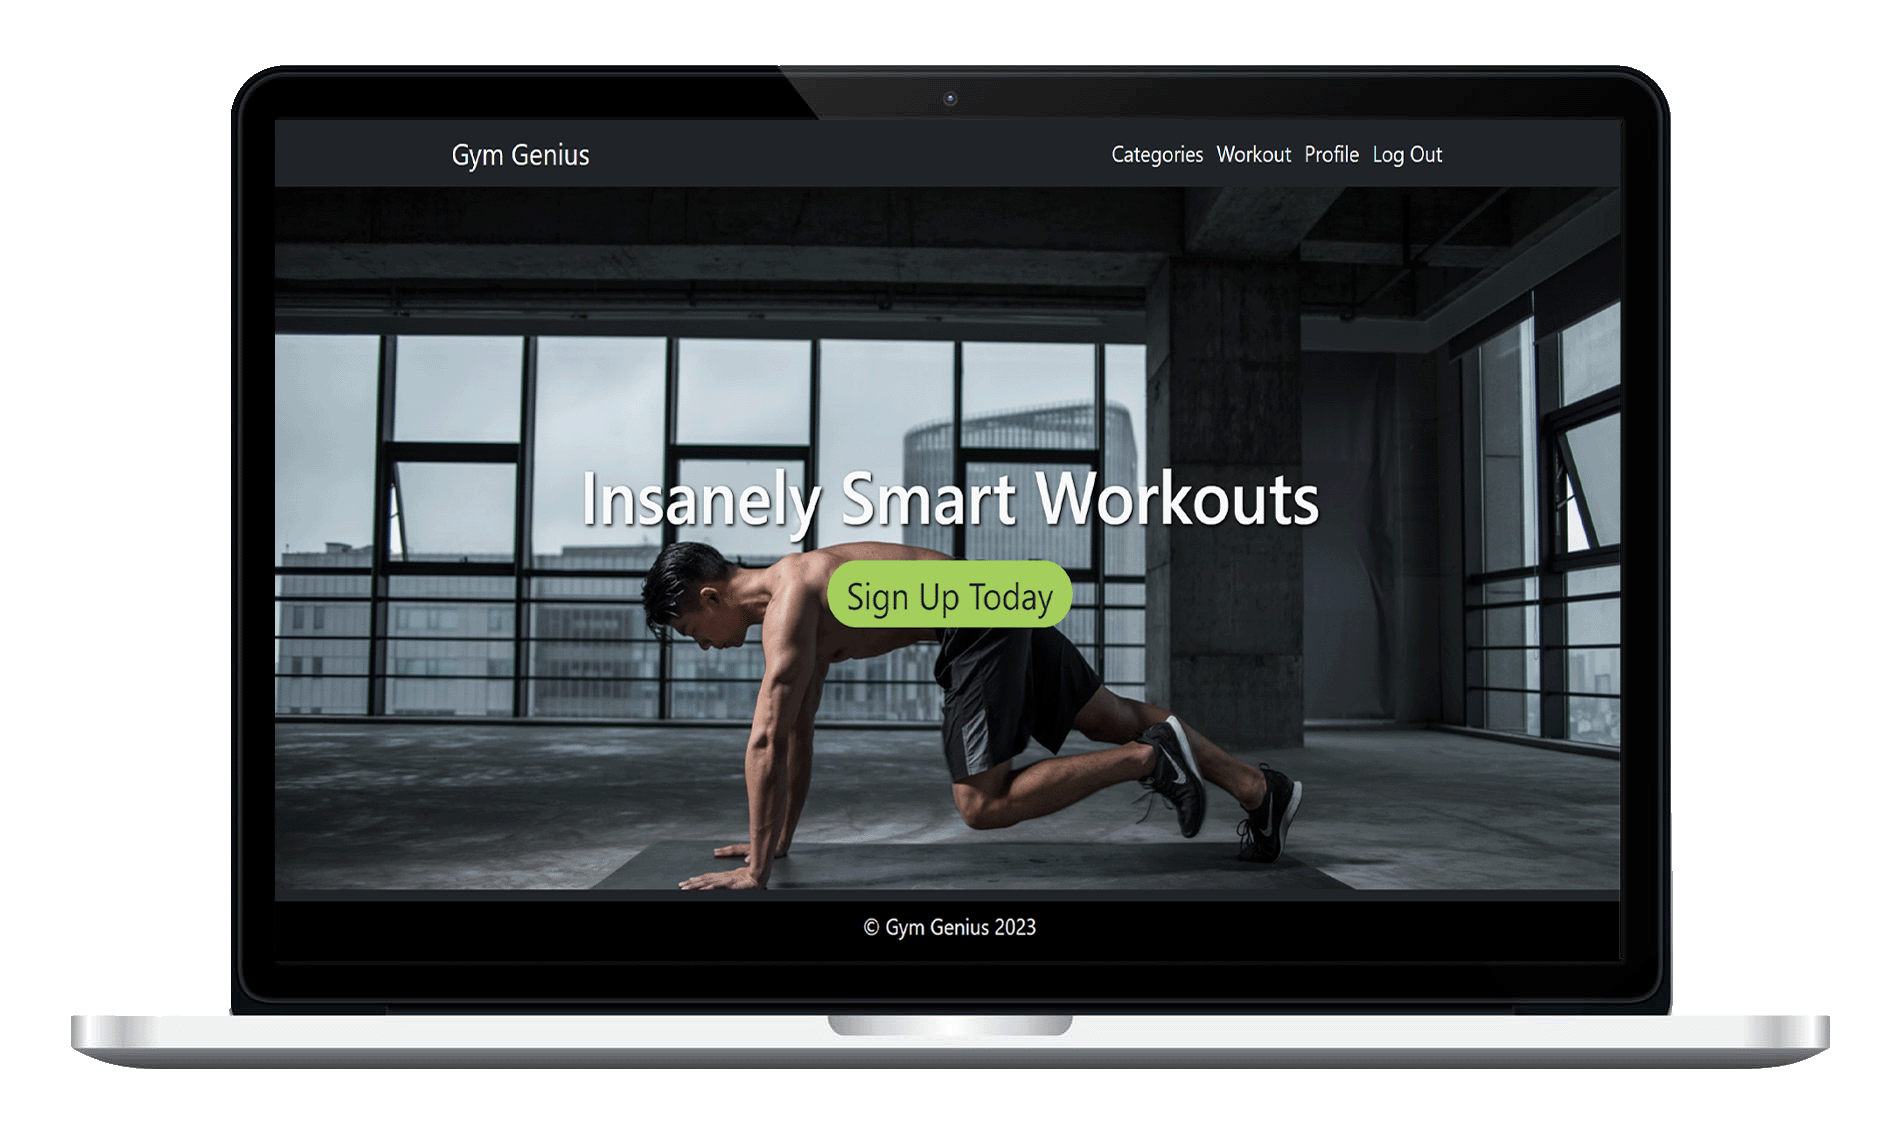 Gym Genius
Categories Workout Profile Log Out
Insanely Smart Workouts
Sign Up Today
© Gym Genius 2023